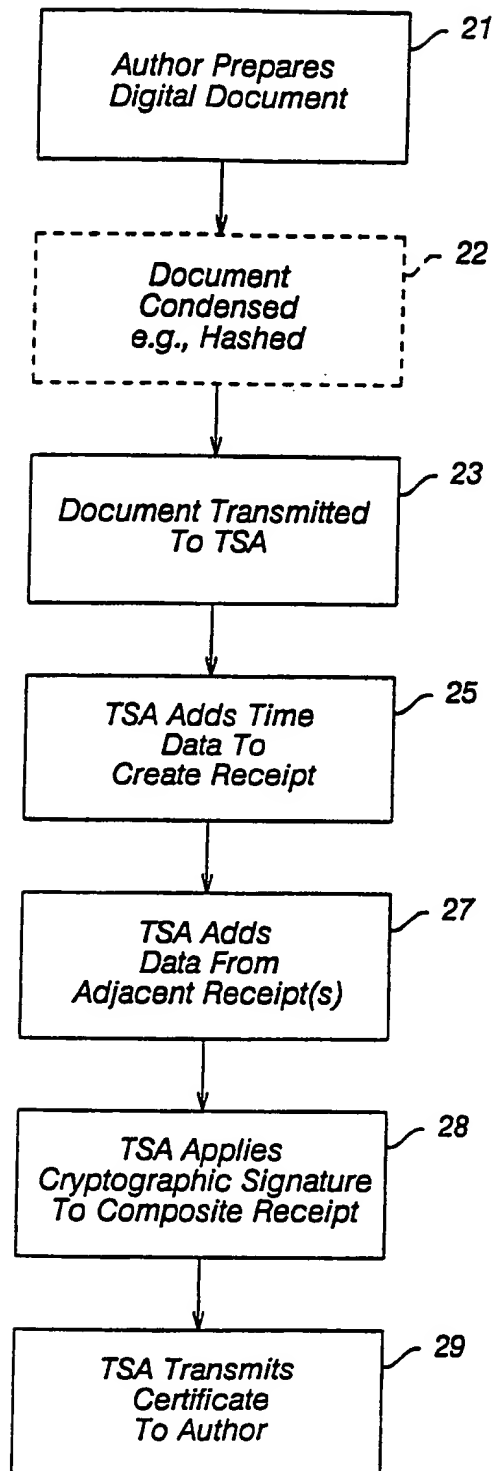 21
Author Prepares
Digital Document
22
Document
Condensed
e.g., Hashed
23
Document Transmitted
To TSA
25
TSA Adds Time
Data To
Create Receipt
27
TSA Adds
Data From
Adjacent Receipt(s)
28
TSA Applies
Cryptographic Signature
To Composite Receipt
29
TSA Transmits
Certificate
To Author